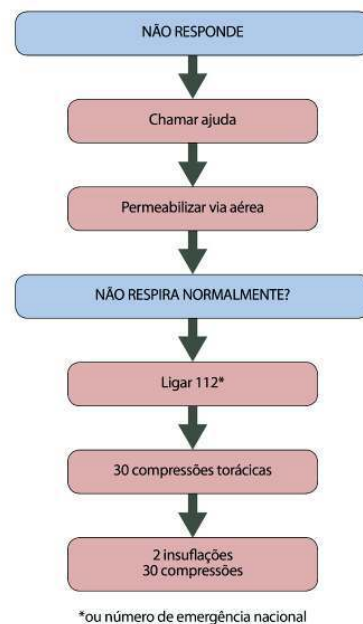 NÃO RESPONDE
Chamar ajuda
Permeabilizar via aérea
NÃO RESPIRA NORMALMENTE?
Ligar 112*
30 compressões torácicas
2 insuflações
30 compressões
*ou número de emergência nacional